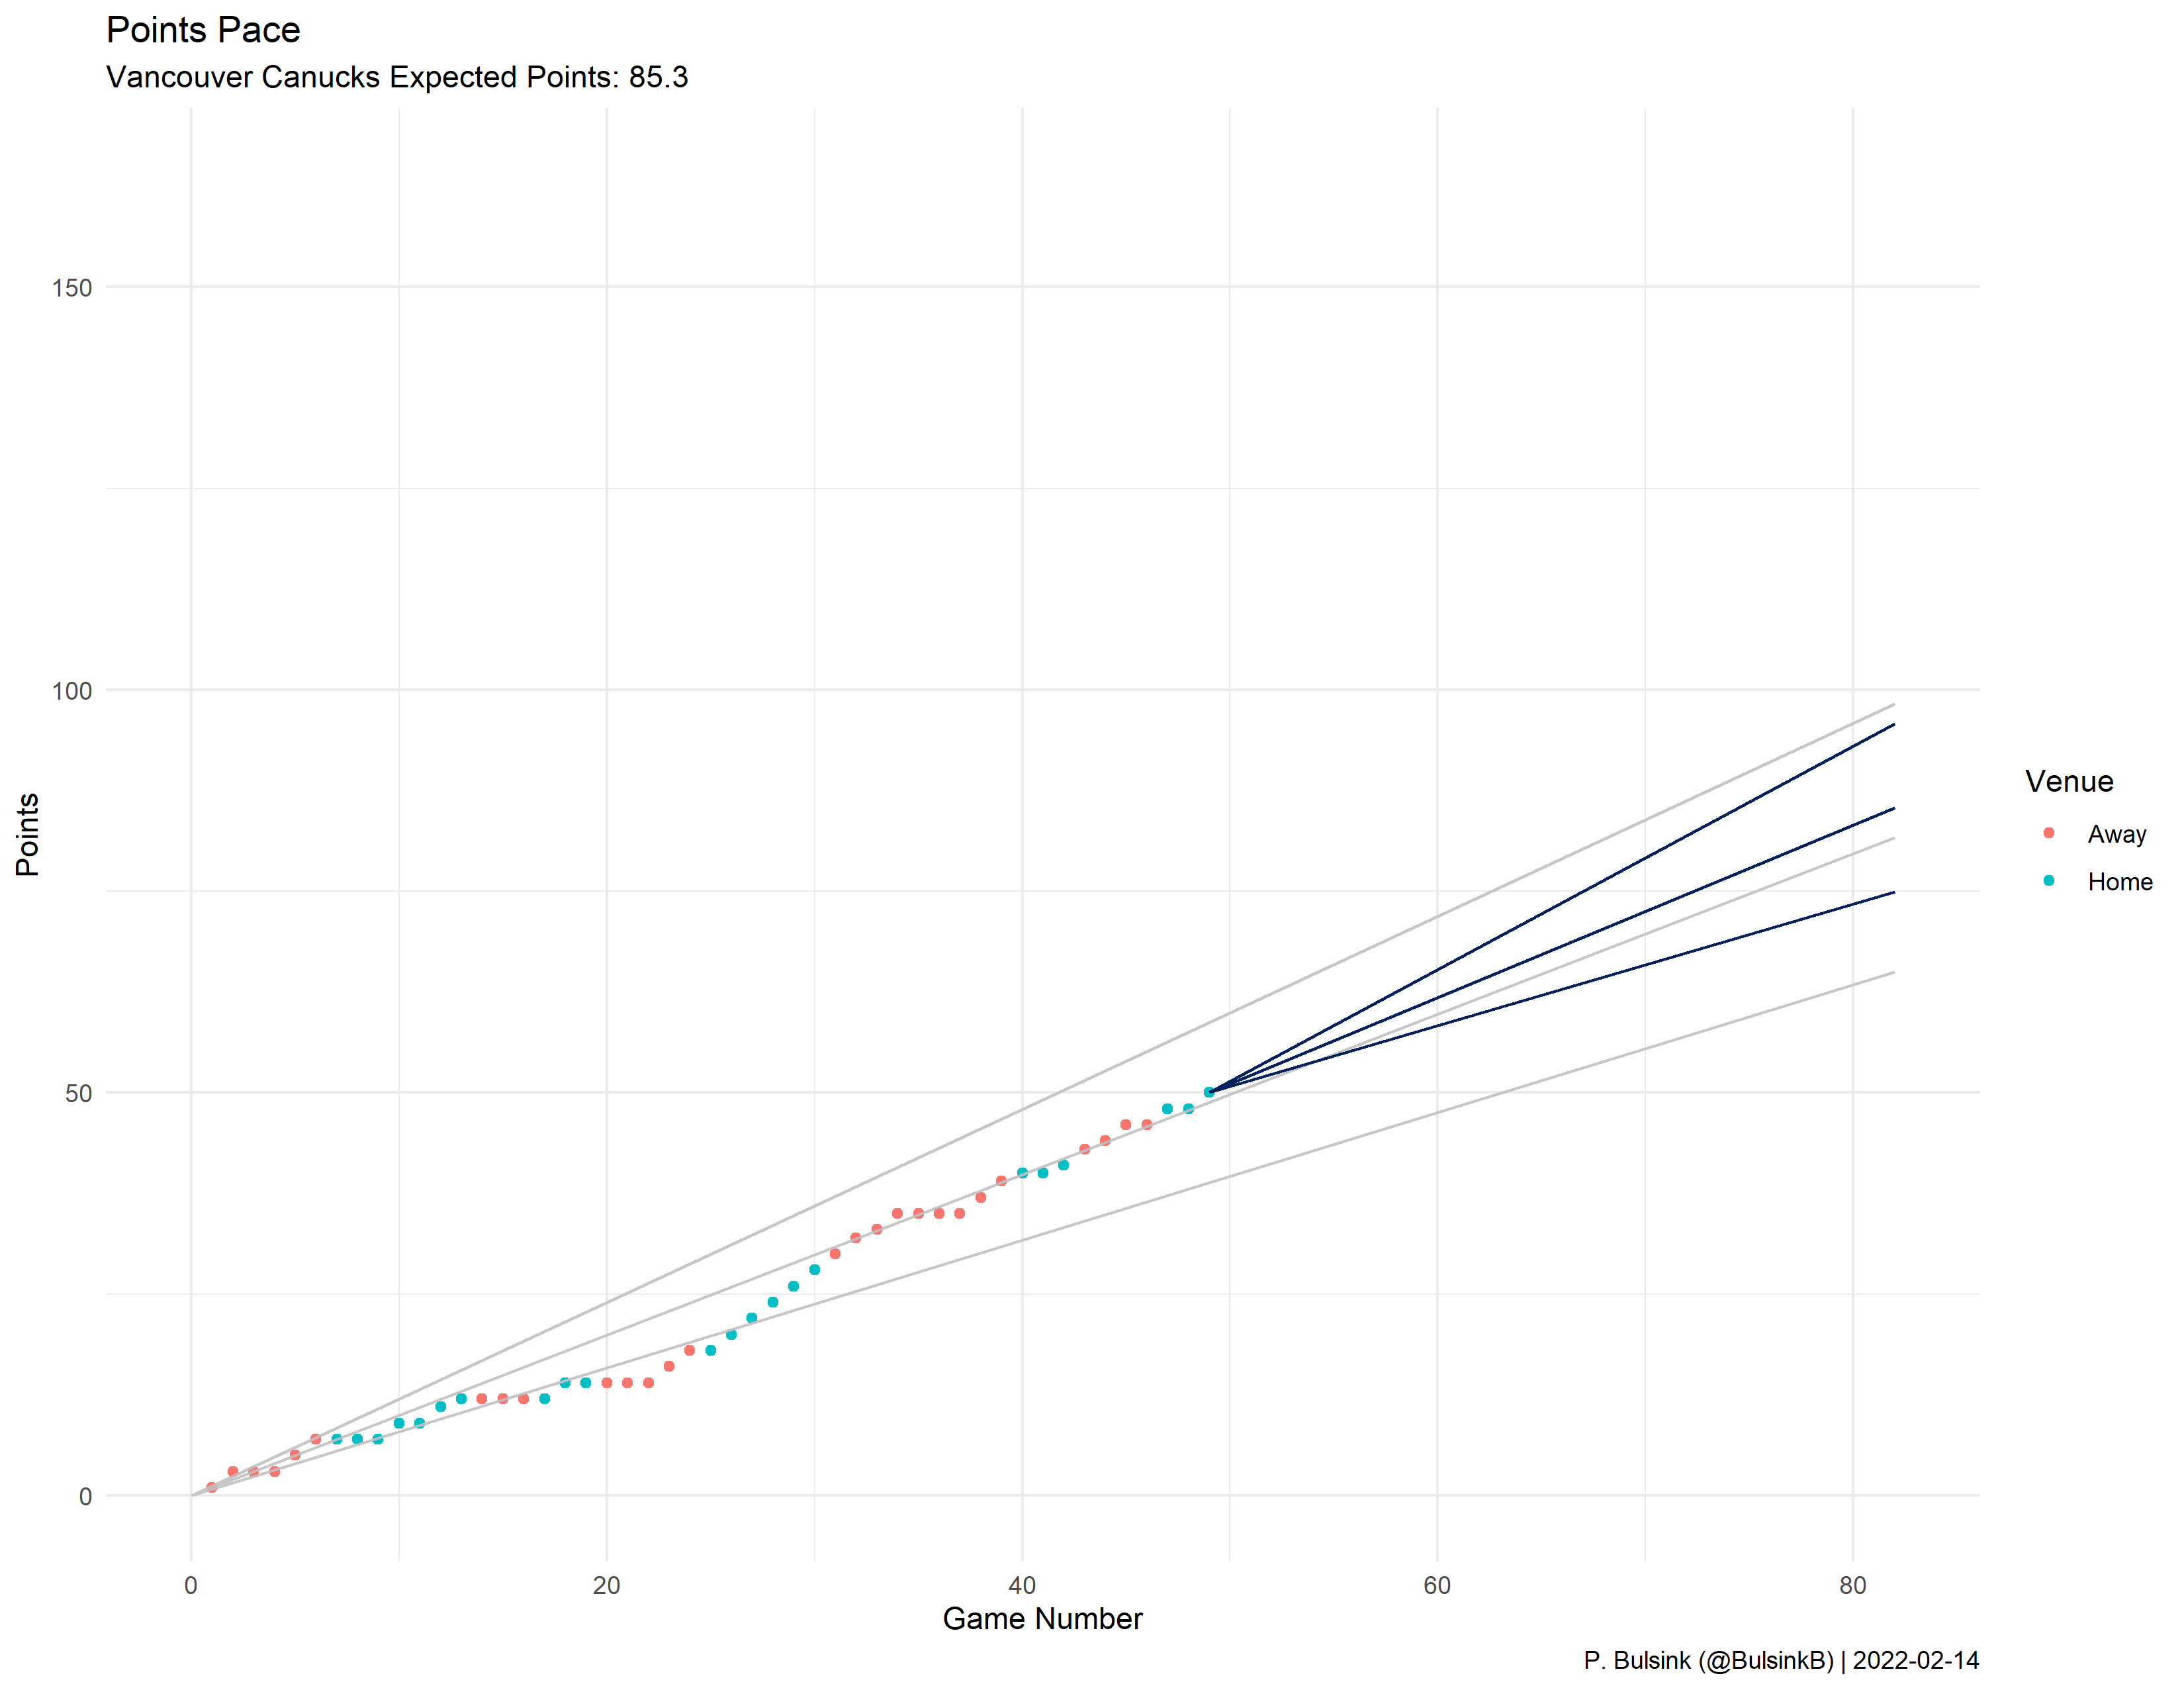 Points Pace
Vancouver Canucks Expected Points: 85.3
150
100
50
0
Points
0 20 40 60 80
Game Number
Venue
Away
Home
P. Bulsink (@BulsinkB) | 2022-02-14